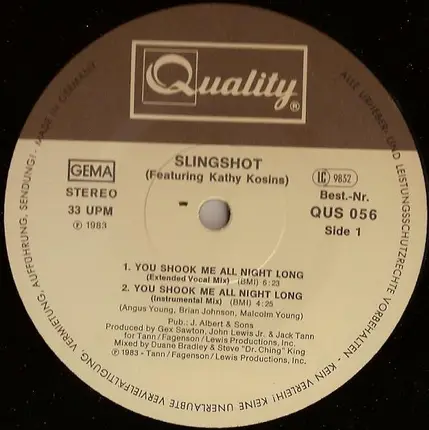 Quality ®
SLINGSHOT
(Featuring Kathy Kosins)
GEMA
STEREO
33 UPM
℗ 1983
LC 9852
Best.-Nr.
QUS 056
Side 1
1. YOU SHOOK ME ALL NIGHT LONG
(Extended Vocal Mix) (BMI) 6:23
2. YOU SHOOK ME ALL NIGHT LONG
(Instrumental Mix) (BMI) 4:25
(Angus Young, Brian Johnson, Malcolm Young)
Pub.: J. Albert & Sons
Produced by Gex Sawton, John Lewis Jr. & Jack Tann
for Tann / Fagenson / Lewis Productions, Inc.
Mixed by Duane Bradley & Steve "Dr. Ching" King
℗ 1983 - Tann / Fagenson / Lewis Productions, Inc.
ALLE URHEBER- UND LEISTUNGSSCHUTZRECHTE VORBEHALTEN - KEIN VERLEIH! KEINE UNERLAUBTE VERVIELFÄLTIGUNG, VERMIETUNG, AUFFÜHRUNG, SENDUNG! - MADE IN GERMANY